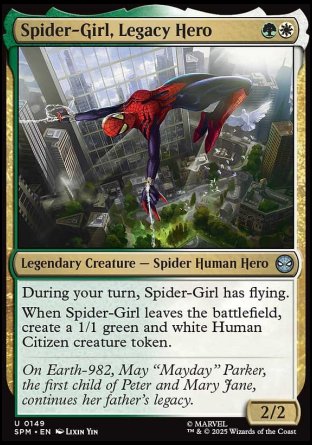 Spider-Girl, Legacy Hero
Legendary Creature — Spider Human Hero
During your turn, Spider-Girl has flying.
When Spider-Girl leaves the battlefield,
create a 1/1 green and white Human
Citizen creature token.
On Earth-982, May “Mayday” Parker,
the first child of Peter and Mary Jane,
continues her father’s legacy.
2/2
U 0149
SPM • EN Lixin Yin
© MARVEL
™ & © 2025 Wizards of the Coast